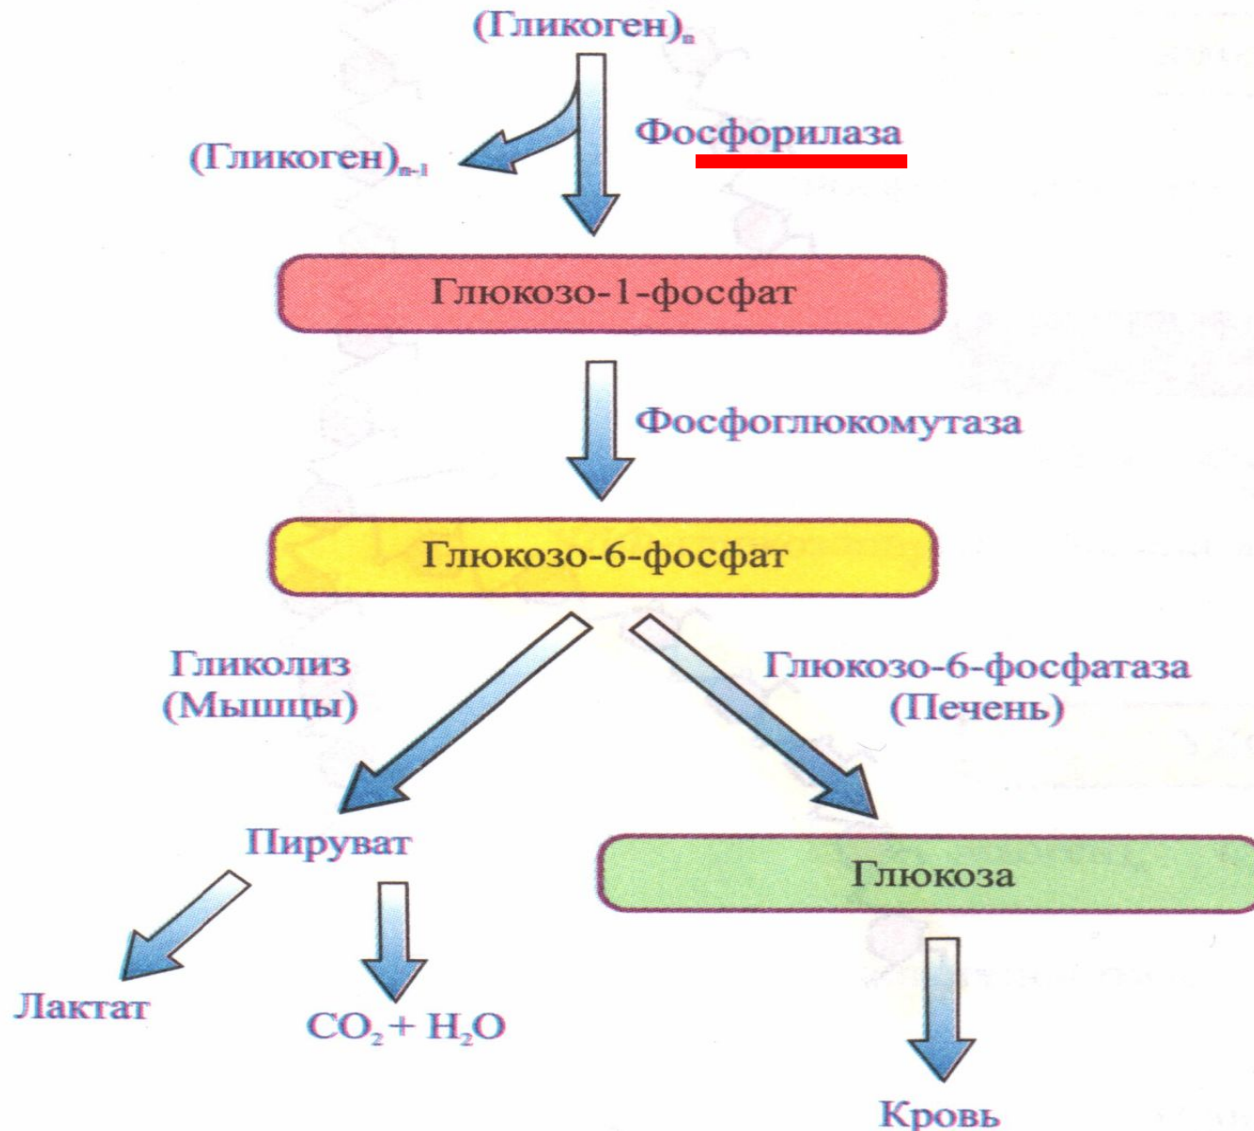 (Гликоген)ₙ
Фосфорилаза
(Гликоген)ₙ₋₁
Глюкозо-1-фосфат
Фосфоглюкомутаза
Глюкозо-6-фосфат
Гликолиз
(Мышцы)
Глюкозо-6-фосфатаза
(Печень)
Пируват
Глюкоза
Лактат
CO₂ + H₂O
Кровь